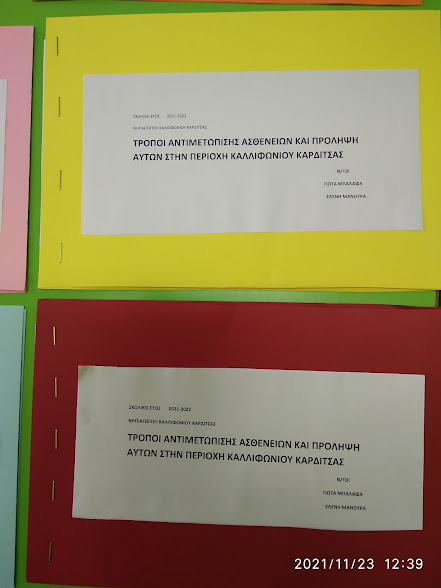 ΣΧΟΛΙΚΟ ΕΤΟΣ 2021-2022
ΝΗΠΙΑΓΩΓΕΙΟ ΚΑΛΛΙΦΩΝΙΟΥ ΚΑΡΔΙΤΣΑΣ
ΤΡΟΠΟΙ ΑΝΤΙΜΕΤΩΠΙΣΗΣ ΑΣΘΕΝΕΙΩΝ ΚΑΙ ΠΡΟΛΗΨΗ
ΑΥΤΩΝ ΣΤΗΝ ΠΕΡΙΟΧΗ ΚΑΛΛΙΦΩΝΙΟΥ ΚΑΡΔΙΤΣΑΣ
Ν/ΓΟΙ
ΓΙΩΤΑ ΜΠΑΛΑΦΑ
ΕΛΕΝΗ ΜΑΝΟΥΡΑ
ΣΧΟΛΙΚΟ ΕΤΟΣ 2021-2022
ΝΗΠΙΑΓΩΓΕΙΟ ΚΑΛΛΙΦΩΝΙΟΥ ΚΑΡΔΙΤΣΑΣ
ΤΡΟΠΟΙ ΑΝΤΙΜΕΤΩΠΙΣΗΣ ΑΣΘΕΝΕΙΩΝ ΚΑΙ ΠΡΟΛΗΨΗ
ΑΥΤΩΝ ΣΤΗΝ ΠΕΡΙΟΧΗ ΚΑΛΛΙΦΩΝΙΟΥ ΚΑΡΔΙΤΣΑΣ
Ν/ΓΟΙ
ΓΙΩΤΑ ΜΠΑΛΑΦΑ
ΕΛΕΝΗ ΜΑΝΟΥΡΑ
2021/11/23 12:39